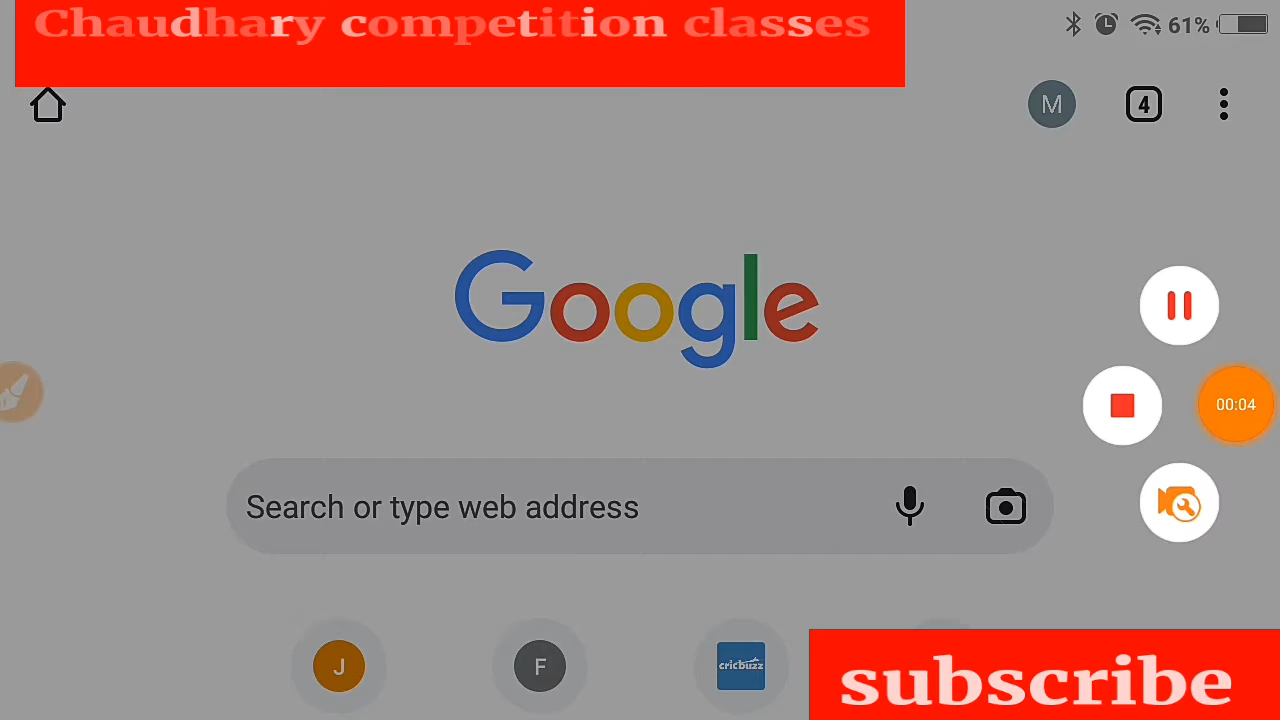 Chaudhary competition classes
61%
M
4
Google
00:04
Search or type web address
J
F
cricbuzz
subscribe